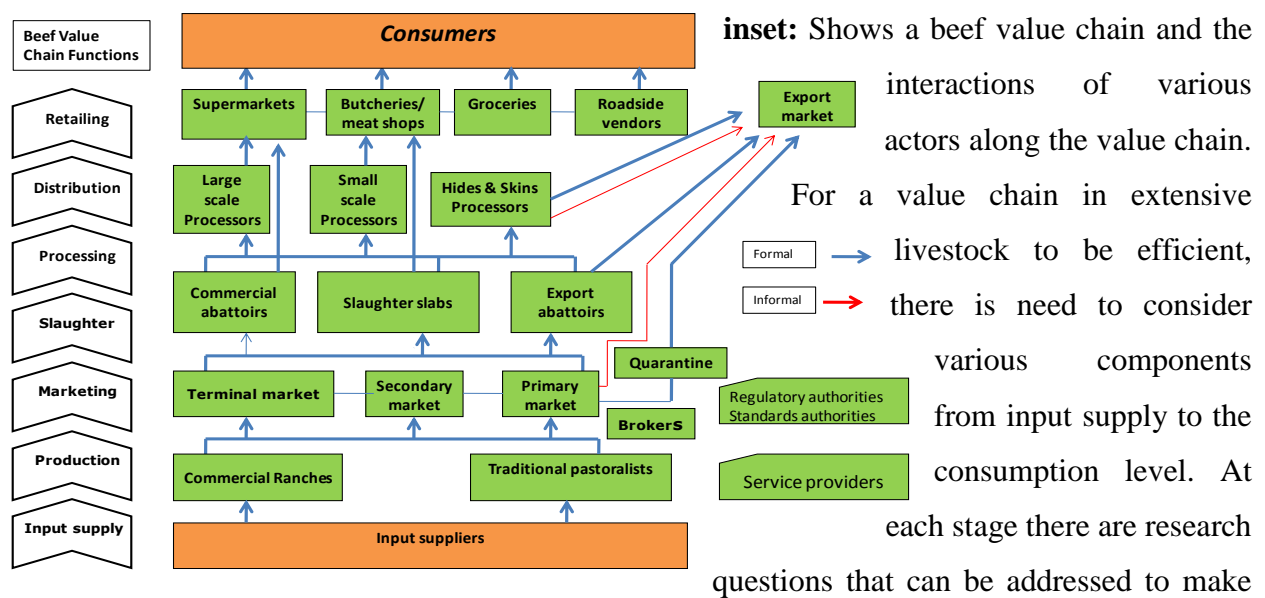 Beef Value
Chain Functions
Retailing
Distribution
Processing
Slaughter
Marketing
Production
Input supply
Consumers
Supermarkets
Butcheries/
meat shops
Groceries
Roadside
vendors
Export
market
Large
scale
Processors
Small
scale
Processors
Hides & Skins
Processors
Commercial
abattoirs
Slaughter slabs
Export
abattoirs
Quarantine
Terminal market
Secondary
market
Primary
market
Brokers
Commercial Ranches
Traditional pastoralists
Input suppliers
Formal
Informal
Regulatory authorities
Standards authorities
Service providers
inset: Shows a beef value chain and the
interactions of various
actors along the value chain.
For a value chain in extensive
livestock to be efficient,
there is need to consider
various components
from input supply to the
consumption level. At
each stage there are research
questions that can be addressed to make